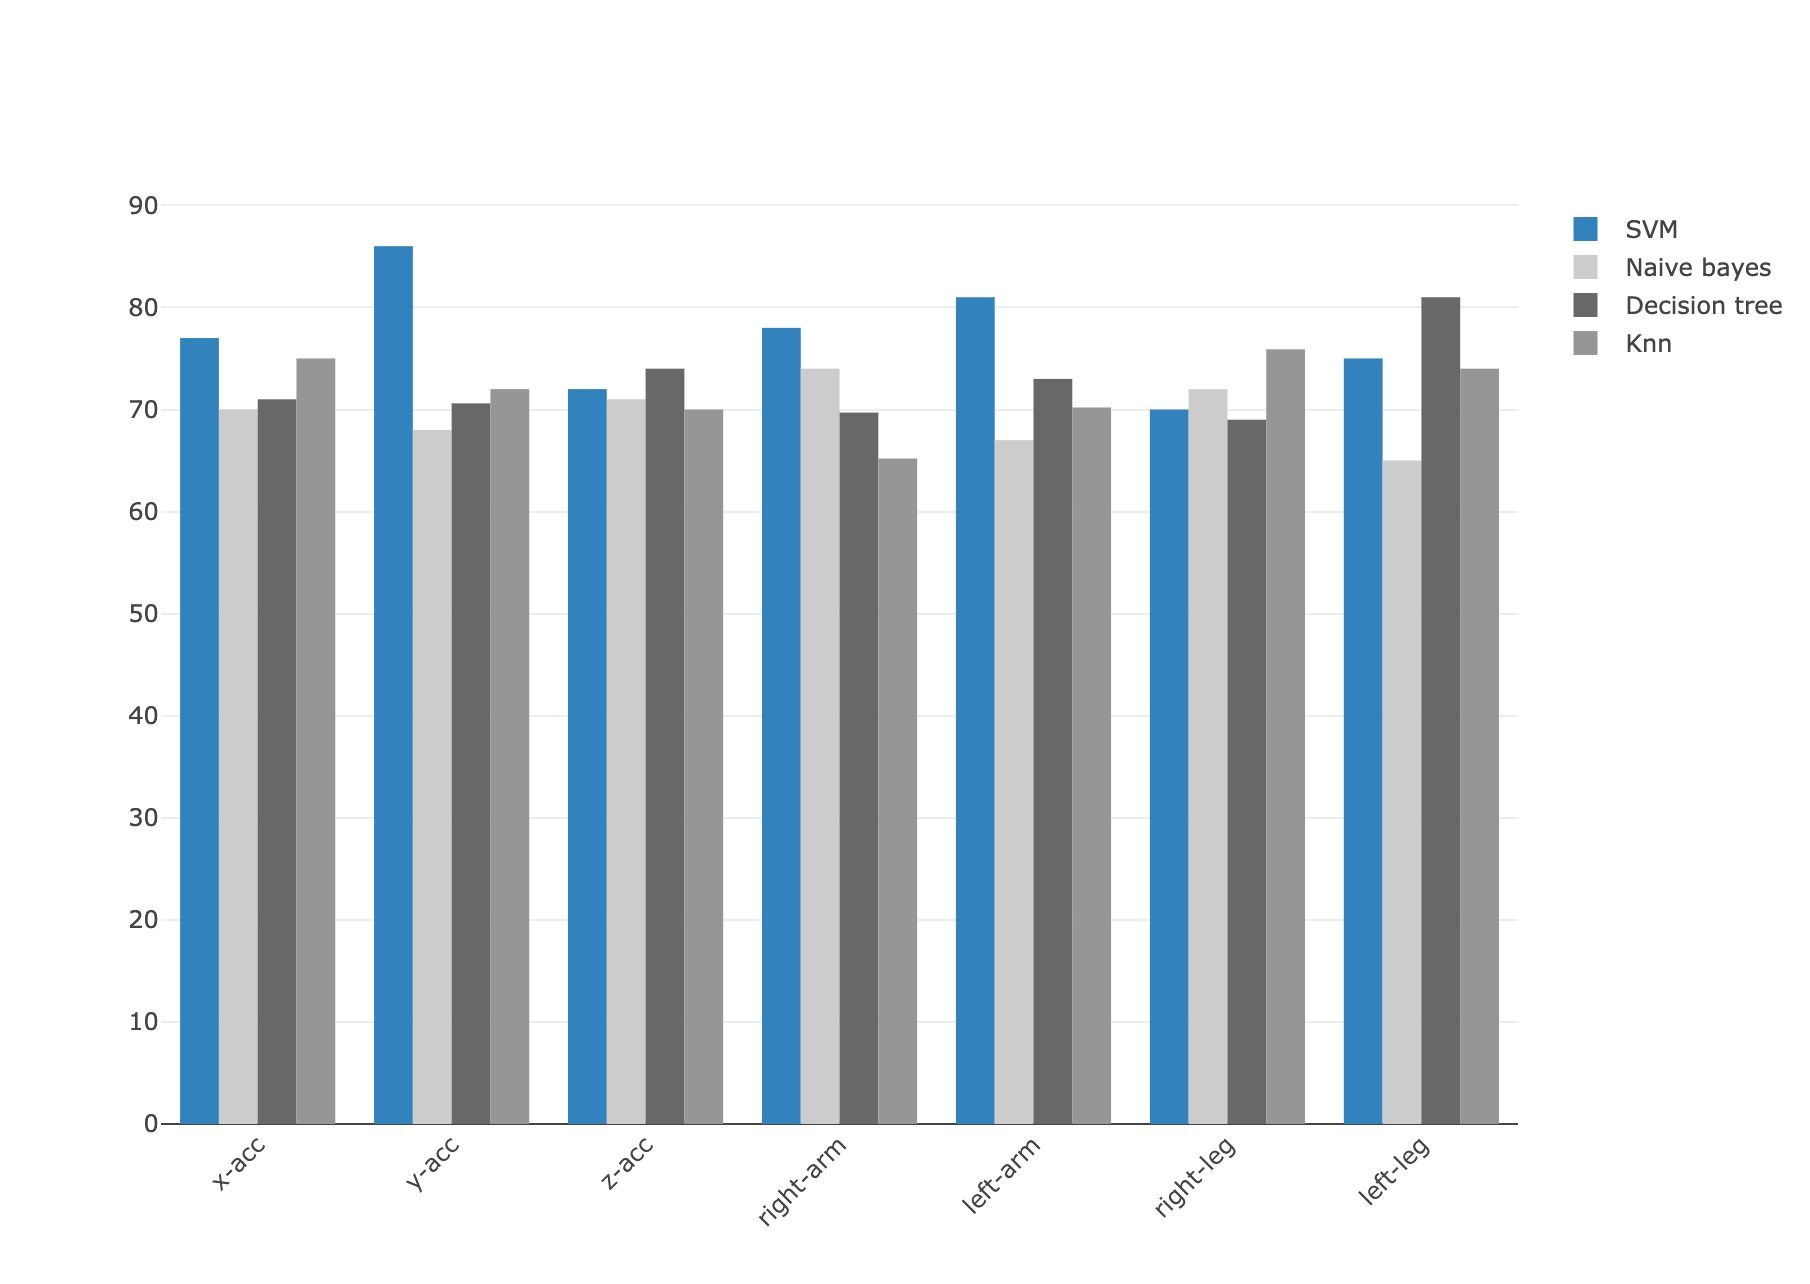 90
80
70
60
50
40
30
20
10
0
x-acc
y-acc
z-acc
right-arm
left-arm
right-leg
left-leg
SVM
Naive bayes
Decision tree
Knn